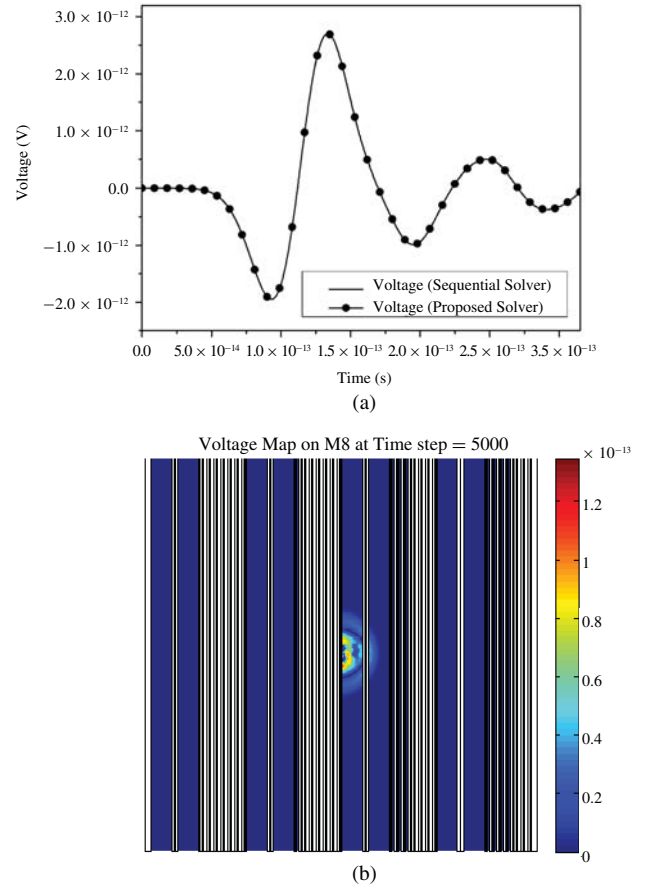 3.0 × 10⁻¹²
2.0 × 10⁻¹²
1.0 × 10⁻¹²
0.0
−1.0 × 10⁻¹²
−2.0 × 10⁻¹²
Voltage (V)
Voltage (Sequential Solver)
Voltage (Proposed Solver)
0.0 5.0 × 10⁻¹⁴ 1.0 × 10⁻¹³ 1.5 × 10⁻¹³ 2.0 × 10⁻¹³ 2.5 × 10⁻¹³ 3.5 × 10⁻¹³
Time (s)
(a)
Voltage Map on M8 at Time step = 5000
× 10⁻¹³
1.2
1
0.8
0.6
0.4
0.2
0
(b)